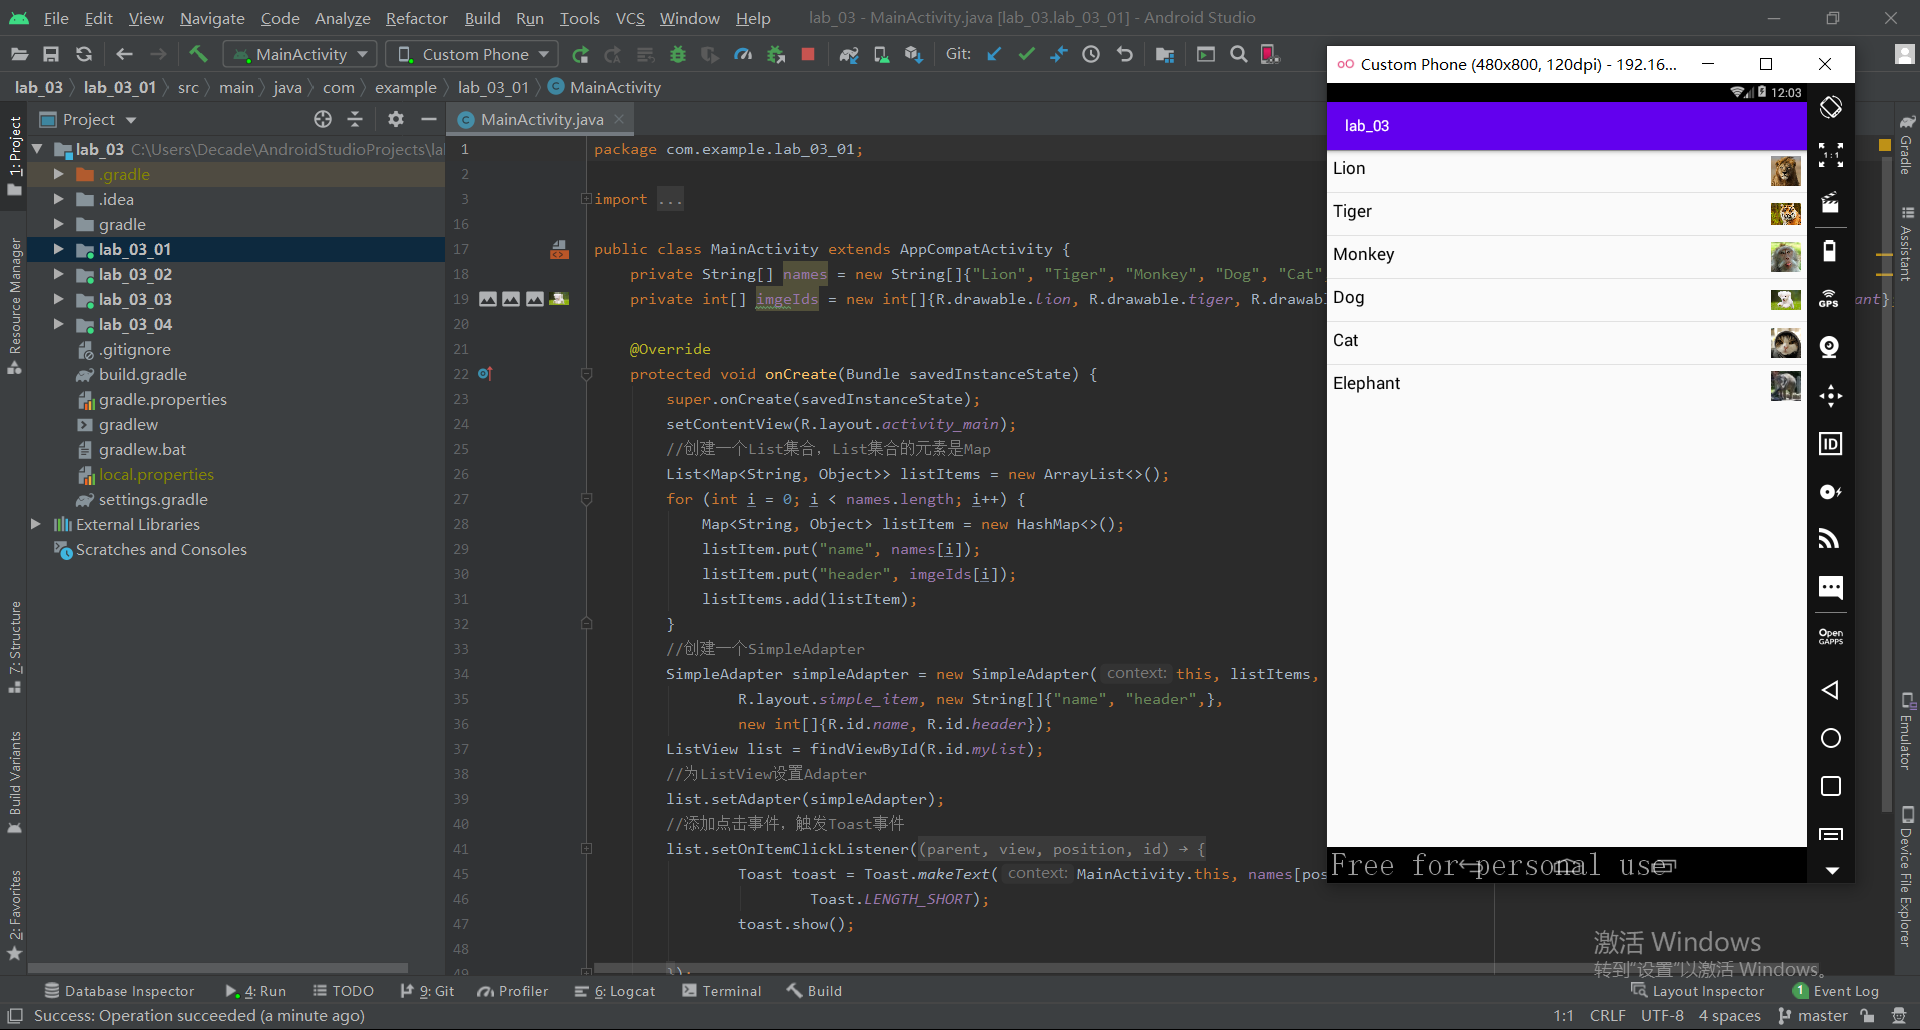 File Edit View Navigate Code Analyze Refactor Build Run Tools VCS Window Help lab_03 - MainActivity.java [lab_03.lab_03_01] - Android Studio
MainActivity Custom Phone Git:
lab_03 lab_03_01 src main java com example lab_03_01 MainActivity
Project MainActivity.java
1: Project
Resource Manager
Z: Structure
Build Variants
2: Favorites
lab_03 C:\Users\Decade\AndroidStudioProjects\la
.gradle
.idea
gradle
lab_03_01
lab_03_02
lab_03_03
lab_03_04
.gitignore
build.gradle
gradle.properties
gradlew
gradlew.bat
local.properties
settings.gradle
External Libraries
Scratches and Consoles
1 package com.example.lab_03_01;
2
3 import ...
16
17 public class MainActivity extends AppCompatActivity {
18 private String[] names = new String[]{"Lion", "Tiger", "Monkey", "Dog", "Cat"
19 private int[] imgeIds = new int[]{R.drawable.lion, R.drawable.tiger, R.drawab ant};
20
21 @Override
22 protected void onCreate(Bundle savedInstanceState) {
23 super.onCreate(savedInstanceState);
24 setContentView(R.layout.activity_main);
25 //创建一个List集合，List集合的元素是Map
26 List<Map<String, Object>> listItems = new ArrayList<>();
27 for (int i = 0; i < names.length; i++) {
28 Map<String, Object> listItem = new HashMap<>();
29 listItem.put("name", names[i]);
30 listItem.put("header", imgeIds[i]);
31 listItems.add(listItem);
32 }
33 //创建一个SimpleAdapter
34 SimpleAdapter simpleAdapter = new SimpleAdapter( context: this, listItems,
35 R.layout.simple_item, new String[]{"name", "header",},
36 new int[]{R.id.name, R.id.header});
37 ListView list = findViewById(R.id.mylist);
38 //为ListView设置Adapter
39 list.setAdapter(simpleAdapter);
40 //添加点击事件，触发Toast事件
41 list.setOnItemClickListener((parent, view, position, id) → {
45 Toast toast = Toast.makeText( context: MainActivity.this, names[pos
46 Toast.LENGTH_SHORT);
47 toast.show();
48
49 });
Custom Phone (480x800, 120dpi) - 192.16...
12:03
lab_03
Lion
Tiger
Monkey
Dog
Cat
Elephant
Free for personal use
1:1
GPS
ID
Open
GAPPS
Gradle
Assistant
Emulator
Device File Explorer
激活 Windows
转到“设置”以激活 Windows。
Database Inspector 4: Run TODO 9: Git Profiler 6: Logcat Terminal Build Layout Inspector 1 Event Log
Success: Operation succeeded (a minute ago) 1:1 CRLF UTF-8 4 spaces master